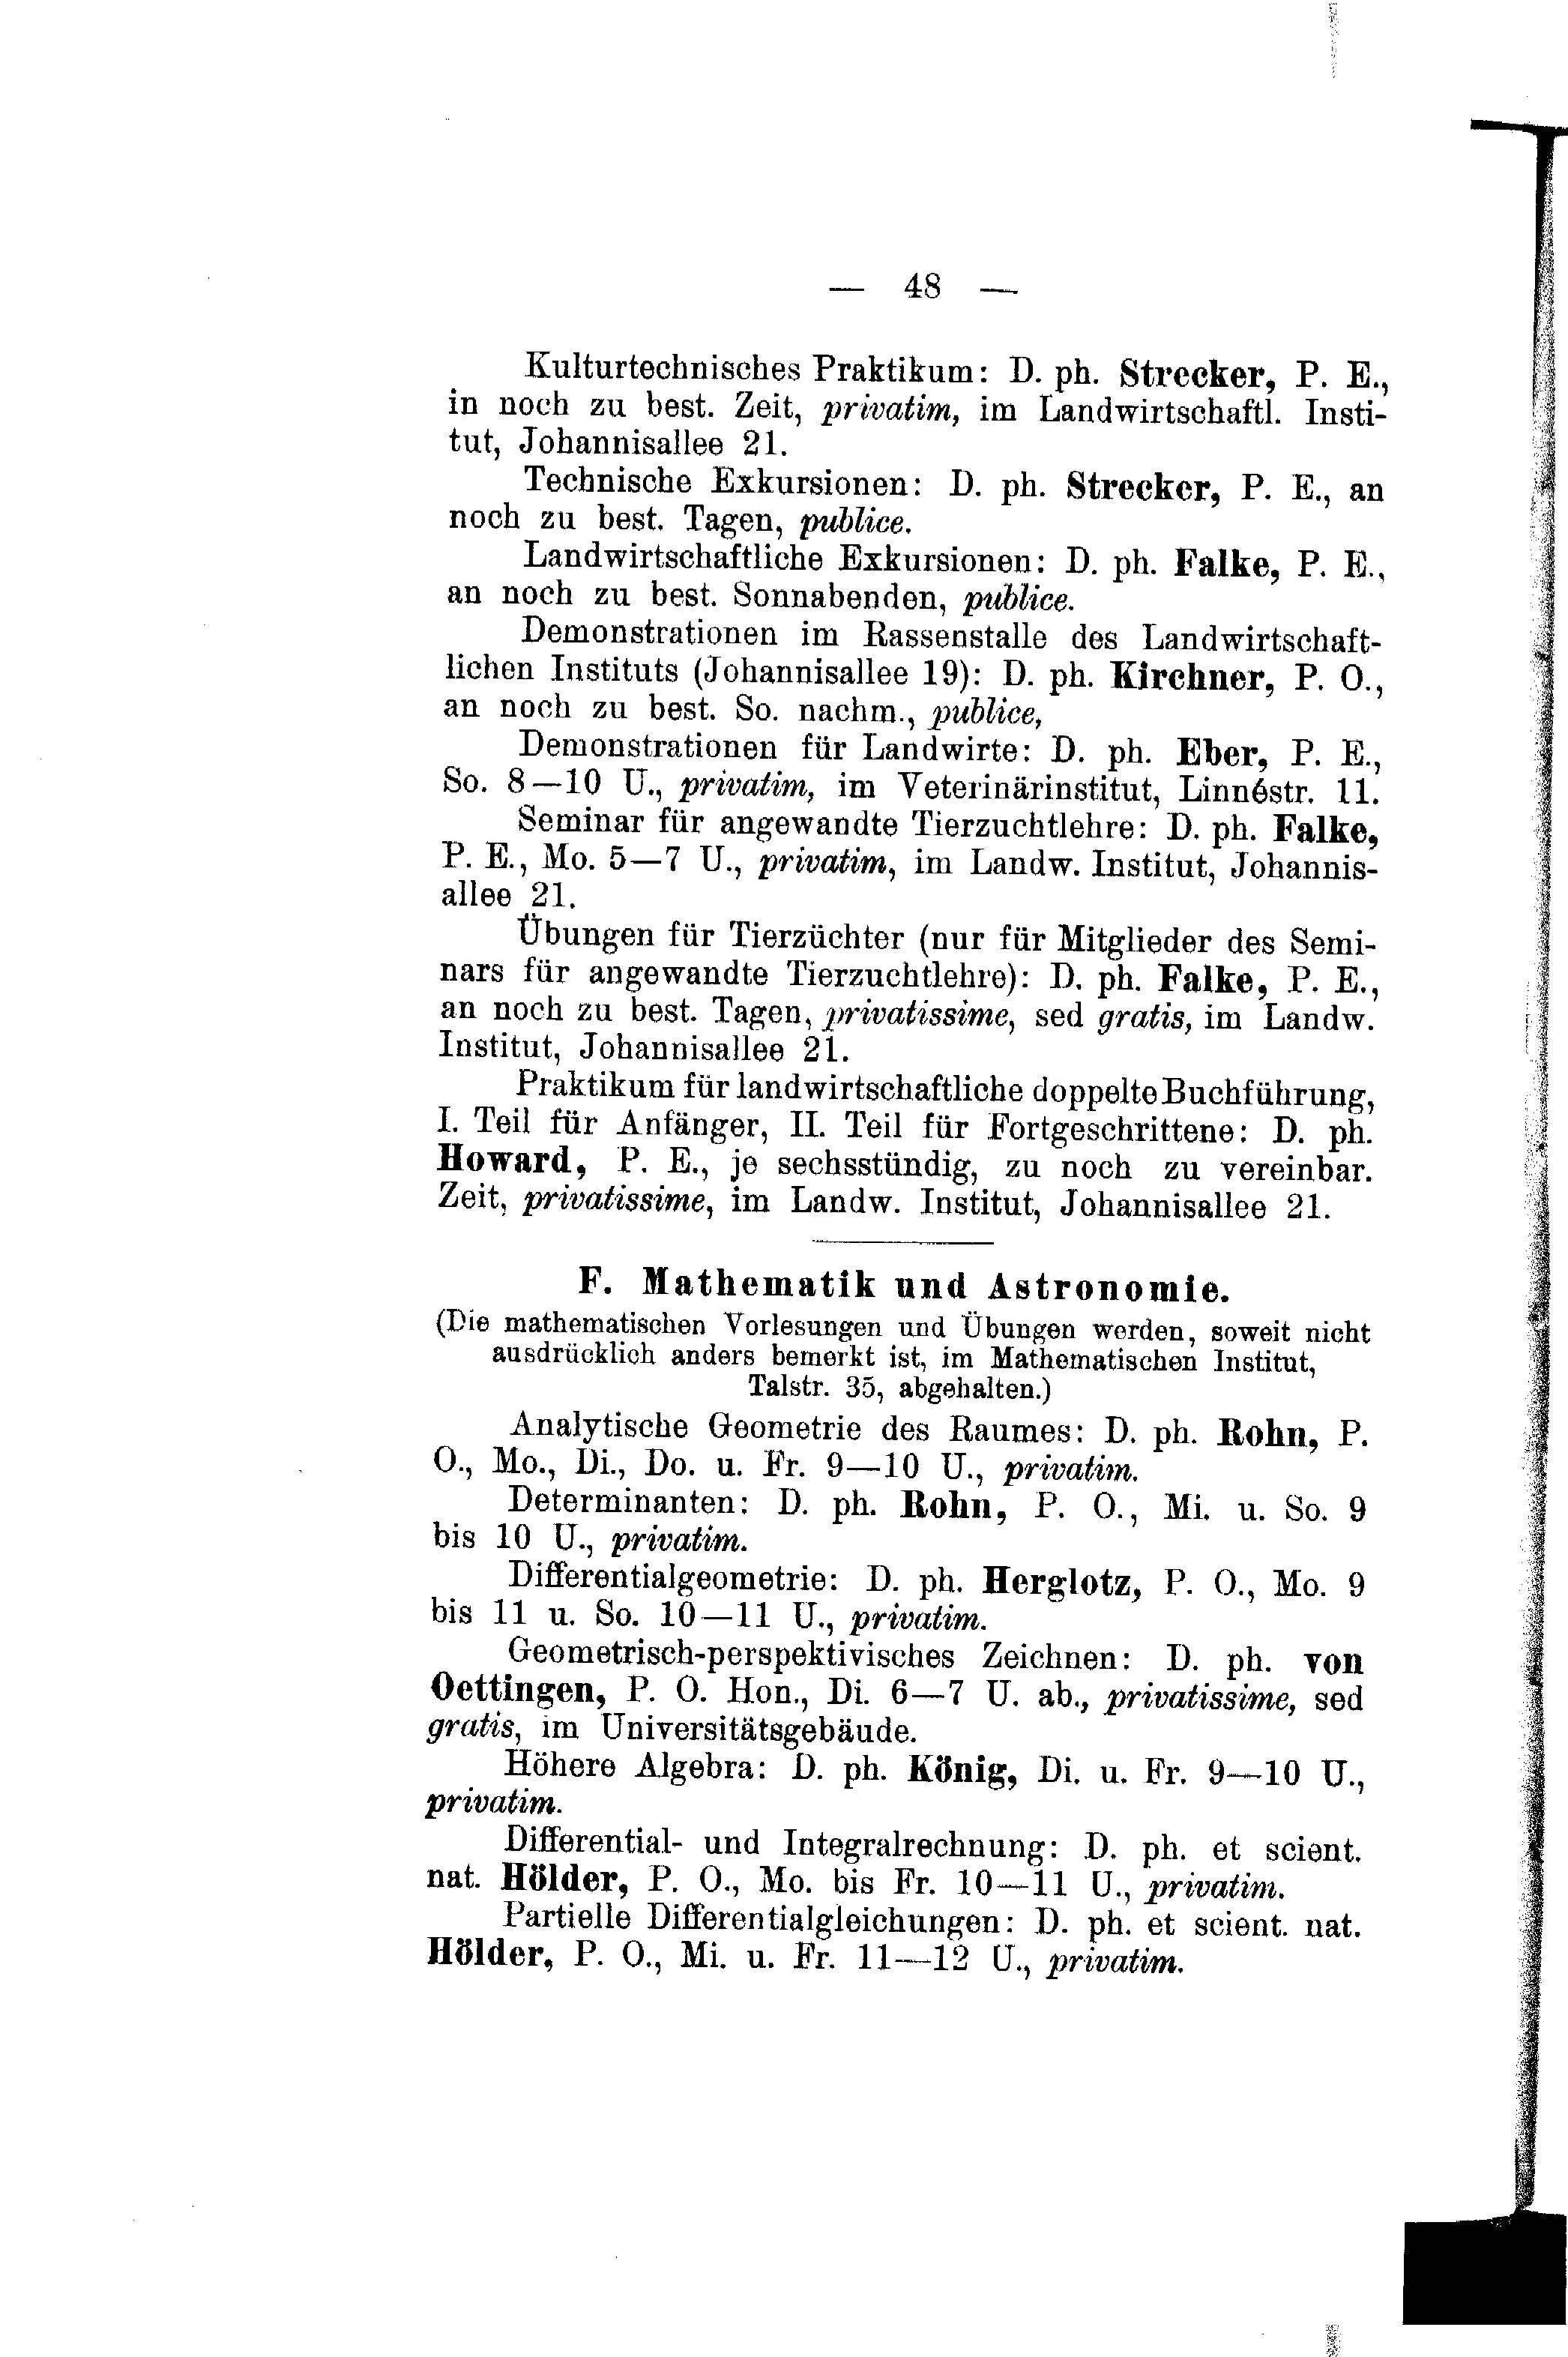 — 48 —
Kulturtechnisches Praktikum: D. ph. Strecker, P. E.,
in noch zu best. Zeit, privatim, im Landwirtschaftl. Insti-
tut, Johannisallee 21.
Technische Exkursionen: D. ph. Strecker, P. E., an
noch zu best. Tagen, publice.
Landwirtschaftliche Exkursionen: D. ph. Falke, P. E.,
an noch zu best. Sonnabenden, publice.
Demonstrationen im Rassenstalle des Landwirtschaft-
lichen Instituts (Johannisallee 19): D. ph. Kirchner, P. O.,
an noch zu best. So. nachm., publice,
Demonstrationen für Landwirte: D. ph. Eber, P. E.,
So. 8—10 U., privatim, im Veterinärinstitut, Linnéstr. 11.
Seminar für angewandte Tierzuchtlehre: D. ph. Falke,
P. E., Mo. 5—7 U., privatim, im Landw. Institut, Johannis-
allee 21.
Übungen für Tierzüchter (nur für Mitglieder des Semi-
nars für angewandte Tierzuchtlehre): D. ph. Falke, P. E.,
an noch zu best. Tagen, privatissime, sed gratis, im Landw.
Institut, Johannisallee 21.
Praktikum für landwirtschaftliche doppelte Buchführung,
I. Teil für Anfänger, II. Teil für Fortgeschrittene: D. ph.
Howard, P. E., je sechsstündig, zu noch zu vereinbar.
Zeit, privatissime, im Landw. Institut, Johannisallee 21.
F. Mathematik und Astronomie.
(Die mathematischen Vorlesungen und Übungen werden, soweit nicht
ausdrücklich anders bemerkt ist, im Mathematischen Institut,
Talstr. 35, abgehalten.)
Analytische Geometrie des Raumes: D. ph. Rohn, P.
O., Mo., Di., Do. u. Fr. 9—10 U., privatim.
Determinanten: D. ph. Rohn, P. O., Mi. u. So. 9
bis 10 U., privatim.
Differentialgeometrie: D. ph. Herglotz, P. O., Mo. 9
bis 11 u. So. 10—11 U., privatim.
Geometrisch-perspektivisches Zeichnen: D. ph. von
Oettingen, P. O. Hon., Di. 6—7 U. ab., privatissime, sed
gratis, im Universitätsgebäude.
Höhere Algebra: D. ph. König, Di. u. Fr. 9—10 U.,
privatim.
Differential- und Integralrechnung: D. ph. et scient.
nat. Hölder, P. O., Mo. bis Fr. 10—11 U., privatim.
Partielle Differentialgleichungen: D. ph. et scient. nat.
Hölder, P. O., Mi. u. Fr. 11—12 U., privatim.